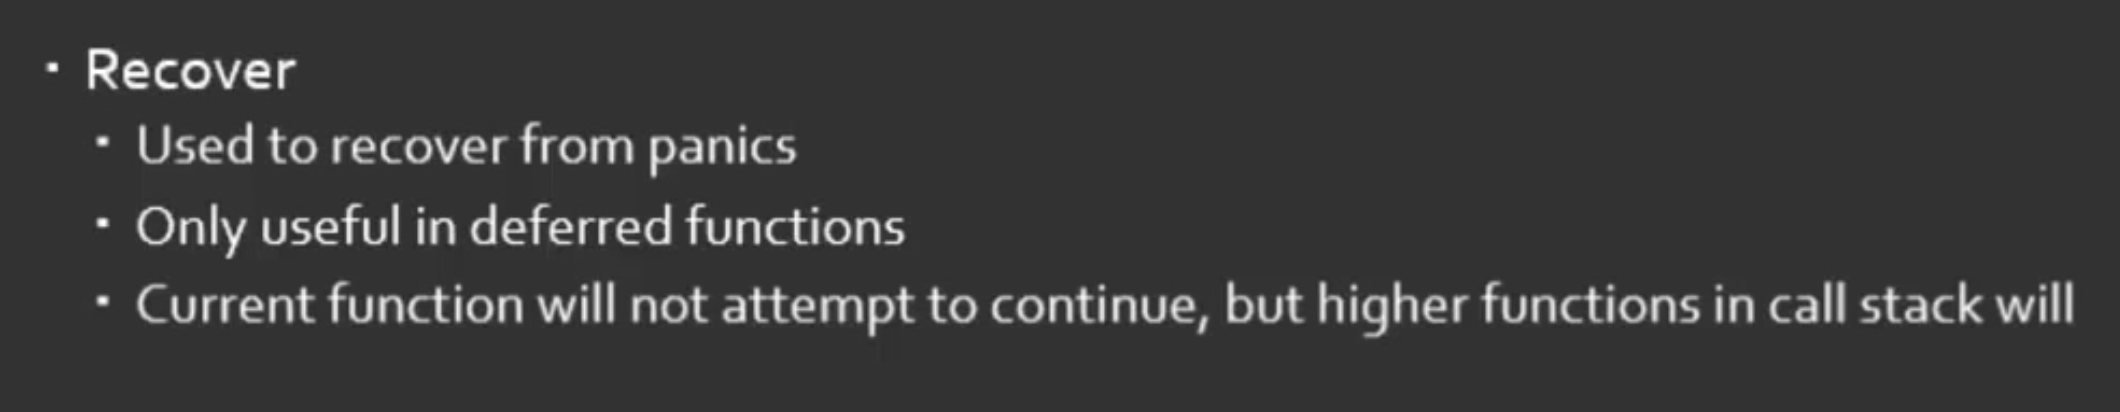 Recover
Used to recover from panics
Only useful in deferred functions
Current function will not attempt to continue, but higher functions in call stack will